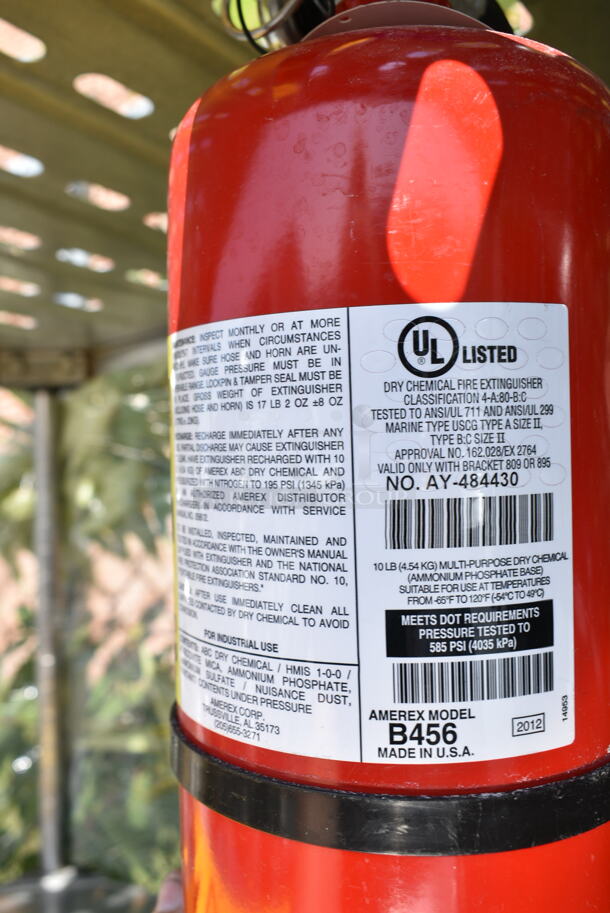 INSPECT MONTHLY OR AT MORE
INTERVALS WHEN CIRCUMSTANCES
MAKE SURE HOSE AND HORN ARE UN-
GAUGE PRESSURE MUST BE IN
RANGE. LOCKPIN & TAMPER SEAL MUST BE
PLACE. GROSS WEIGHT OF EXTINGUISHER
HOSE AND HORN) IS 17 LB 2 OZ ±8 OZ
RECHARGE IMMEDIATELY AFTER ANY
PARTIAL DISCHARGE MAY CAUSE EXTINGUISHER
HAVE EXTINGUISHER RECHARGED WITH 10
KG) OF AMEREX ABC DRY CHEMICAL AND
WITH NITROGEN TO 195 PSI (1345 kPa)
AUTHORIZED AMEREX DISTRIBUTOR
IN ACCORDANCE WITH SERVICE
INSTALLED, INSPECTED, MAINTAINED AND
IN ACCORDANCE WITH THE OWNER'S MANUAL
WITH EXTINGUISHER AND THE NATIONAL
PROTECTION ASSOCIATION STANDARD NO. 10,
FIRE EXTINGUISHERS."
AFTER USE IMMEDIATELY CLEAN ALL
CONTACTED BY DRY CHEMICAL TO AVOID
FOR INDUSTRIAL USE
ABC DRY CHEMICAL / HMIS 1-0-0 /
MICA, AMMONIUM PHOSPHATE,
SULFATE / NUISANCE DUST,
CONTENTS UNDER PRESSURE
AMEREX CORP.
TRUSSVILLE, AL 35173
(205)655-3271
UL LISTED
DRY CHEMICAL FIRE EXTINGUISHER
CLASSIFICATION 4-A:80-B:C
TESTED TO ANSI/UL 711 AND ANSI/UL 299
MARINE TYPE USCG TYPE A SIZE II,
TYPE B:C SIZE II
APPROVAL NO. 162.028/EX 2764
VALID ONLY WITH BRACKET 809 OR 895
NO. AY-484430
10 LB (4.54 KG) MULTI-PURPOSE DRY CHEMICAL
(AMMONIUM PHOSPHATE BASE)
SUITABLE FOR USE AT TEMPERATURES
FROM -65°F TO 120°F (-54°C TO 49°C)
MEETS DOT REQUIREMENTS
PRESSURE TESTED TO
585 PSI (4035 kPa)
AMEREX MODEL
B456
MADE IN U.S.A.
2012
14953